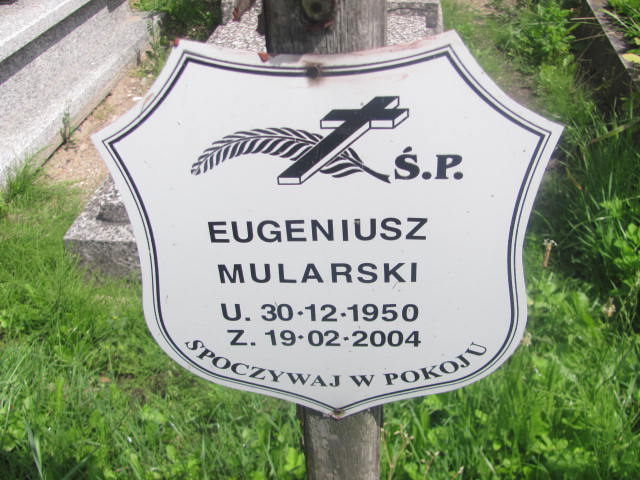 Ś.P.
EUGENIUSZ
MULARSKI
U. 30·12·1950
Z. 19·02·2004
SPOCZYWAJ W POKOJU